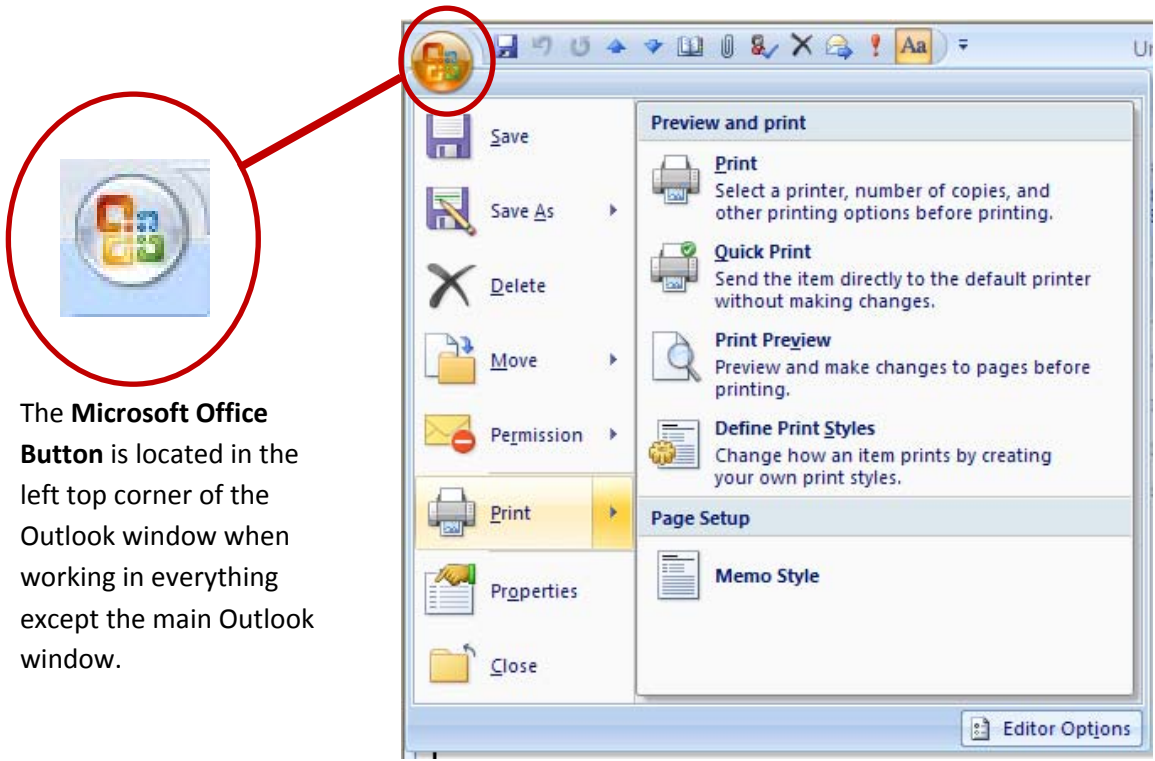 Aa
Ur
Save
Save As
Delete
Move
Permission
Print
Properties
Close
Preview and print
Print
Select a printer, number of copies, and
other printing options before printing.
Quick Print
Send the item directly to the default printer
without making changes.
Print Preview
Preview and make changes to pages before
printing.
Define Print Styles
Change how an item prints by creating
your own print styles.
Page Setup
Memo Style
Editor Options
The Microsoft Office
Button is located in the
left top corner of the
Outlook window when
working in everything
except the main Outlook
window.